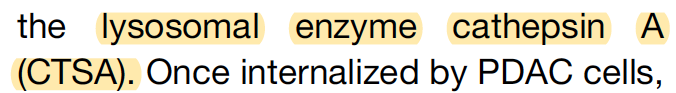 the lysosomal enzyme cathepsin A
(CTSA). Once internalized by PDAC cells,